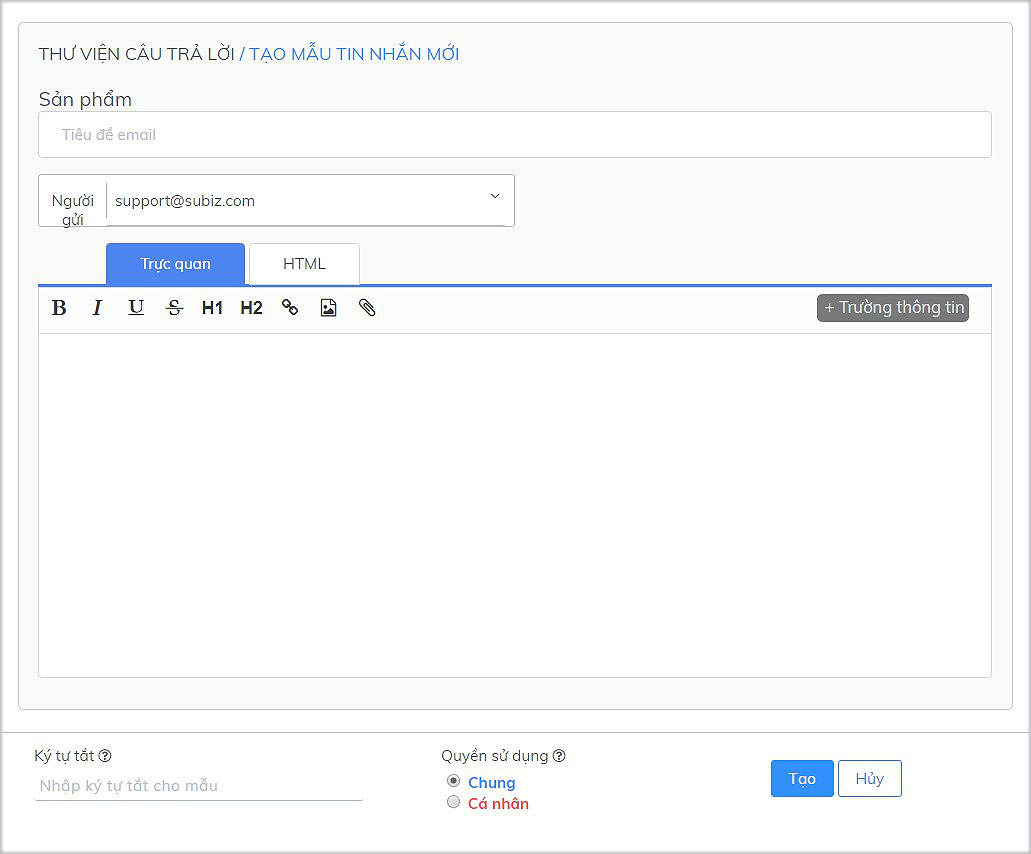 THƯ VIỆN CÂU TRẢ LỜI / TẠO MẪU TIN NHẮN MỚI
Sản phẩm
Tiêu đề email
Người gửi
support@subiz.com
Trực quan
HTML
B I U S H1 H2
+ Trường thông tin
Ký tự tắt
Nhập ký tự tắt cho mẫu
Quyền sử dụng
Chung
Cá nhân
Tạo
Hủy